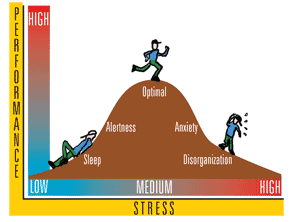 HIGH
PERFORMANCE
Optimal
Alertness
Anxiety
Sleep
Disorganization
LOW
MEDIUM
HIGH
STRESS